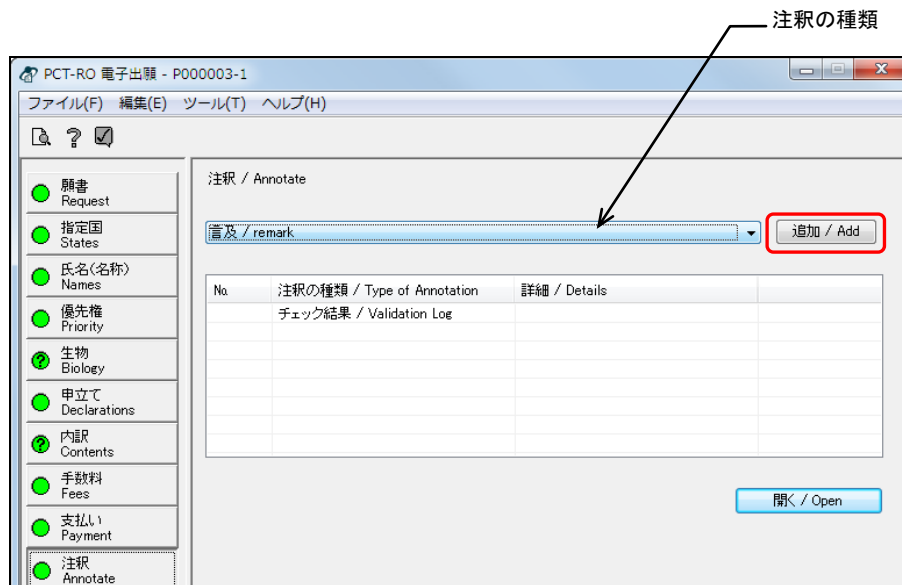 注釈の種類
PCT-RO 電子出願 - P000003-1
ファイル(F) 編集(E) ツール(T) ヘルプ(H)
願書
Request
指定国
States
氏名(名称)
Names
優先権
Priority
生物
Biology
申立て
Declarations
内訳
Contents
手数料
Fees
支払い
Payment
注釈
Annotate
注釈 / Annotate
言及 / remark
追加 / Add
No. 注釈の種類 / Type of Annotation 詳細 / Details
チェック結果 / Validation Log
開く / Open